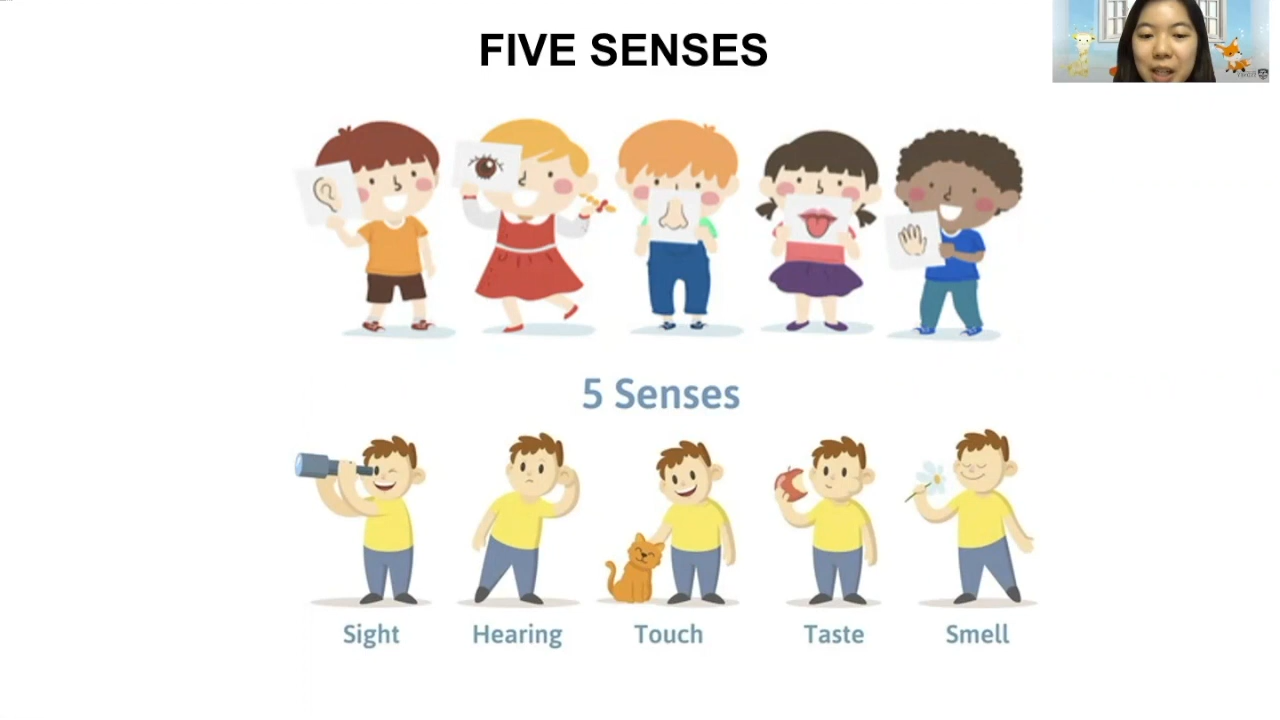 FIVE SENSES
5 Senses
Sight
Hearing
Touch
Taste
Smell